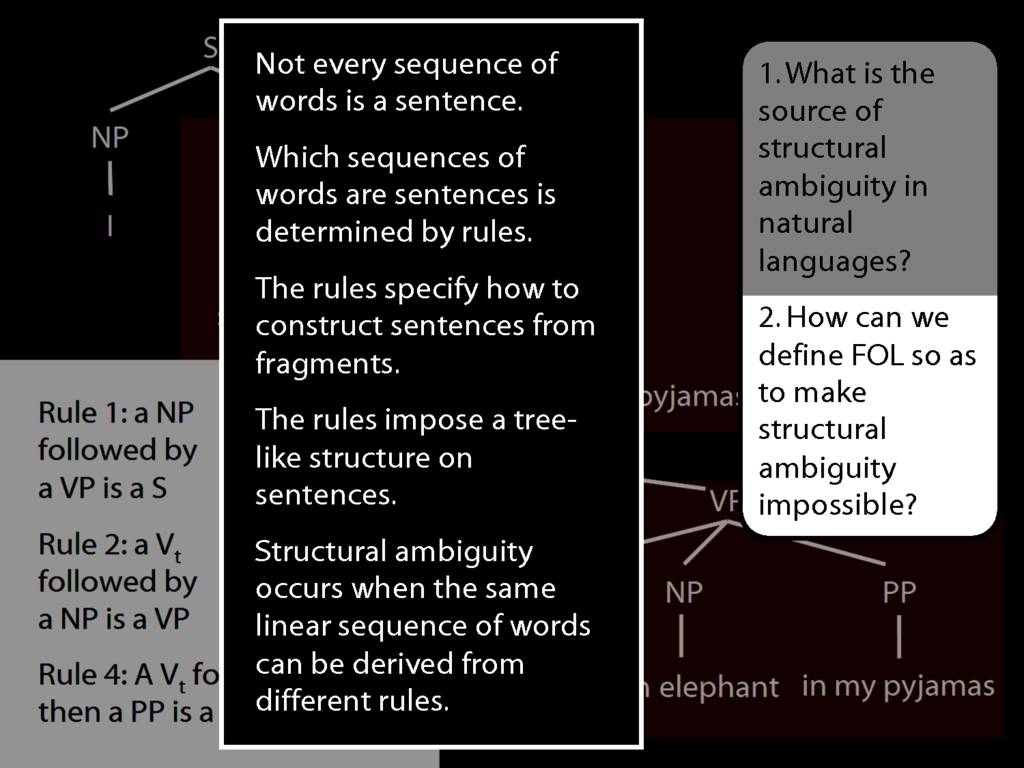 S
NP
I
Not every sequence of
words is a sentence.
Which sequences of
words are sentences is
determined by rules.
The rules specify how to
construct sentences from
fragments.
The rules impose a tree-
like structure on
sentences.
Structural ambiguity
occurs when the same
linear sequence of words
can be derived from
different rules.
1. What is the
source of
structural
ambiguity in
natural
languages?
2. How can we
define FOL so as
to make
structural
ambiguity
impossible?
Rule 1: a NP
followed by
a VP is a S
Rule 2: a Vt
followed by
a NP is a VP
Rule 4: A Vt fo
then a PP is a
pyjamas
VP
NP
PP
elephant
in my pyjamas